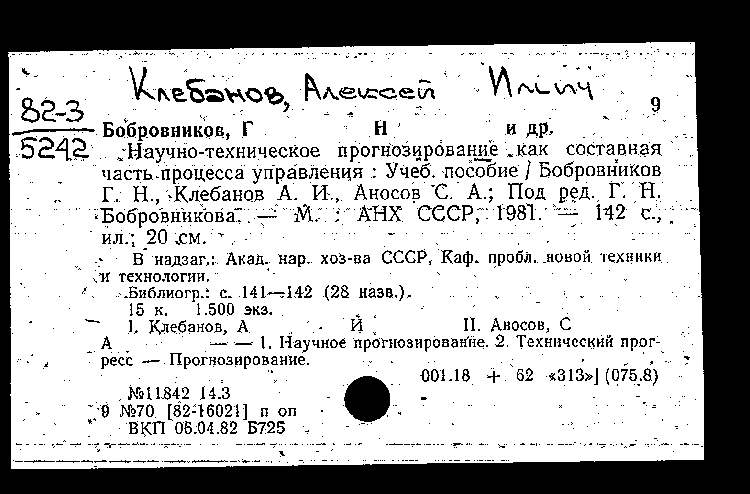 Клебанов, Алексей Ильич
9
82-3
5242
Бобровников, Г Н и др.
Научно-техническое прогнозирование как составная
часть процесса управления : Учеб. пособие / Бобровников
Г. Н., Клебанов А. И., Аносов С. А.; Под ред. Г. Н.
Бобровникова. — М. : АНХ СССР, 1981. — 142 с.,
ил.; 20 см.
В надзаг.: Акад. нар. хоз-ва СССР, Каф. пробл. новой техники
и технологии.
Библиогр.: с. 141—142 (28 назв.).
15 к. 1.500 экз.
I. Клебанов, А И II. Аносов, С
А — — 1. Научное прогнозирование. 2. Технический прог-
ресс — Прогнозирование.
001.18 + 62 «313»](075.8)
№11842 14.3
9 №70 [82-16021] п оп
ВКП 06.04.82 Б725